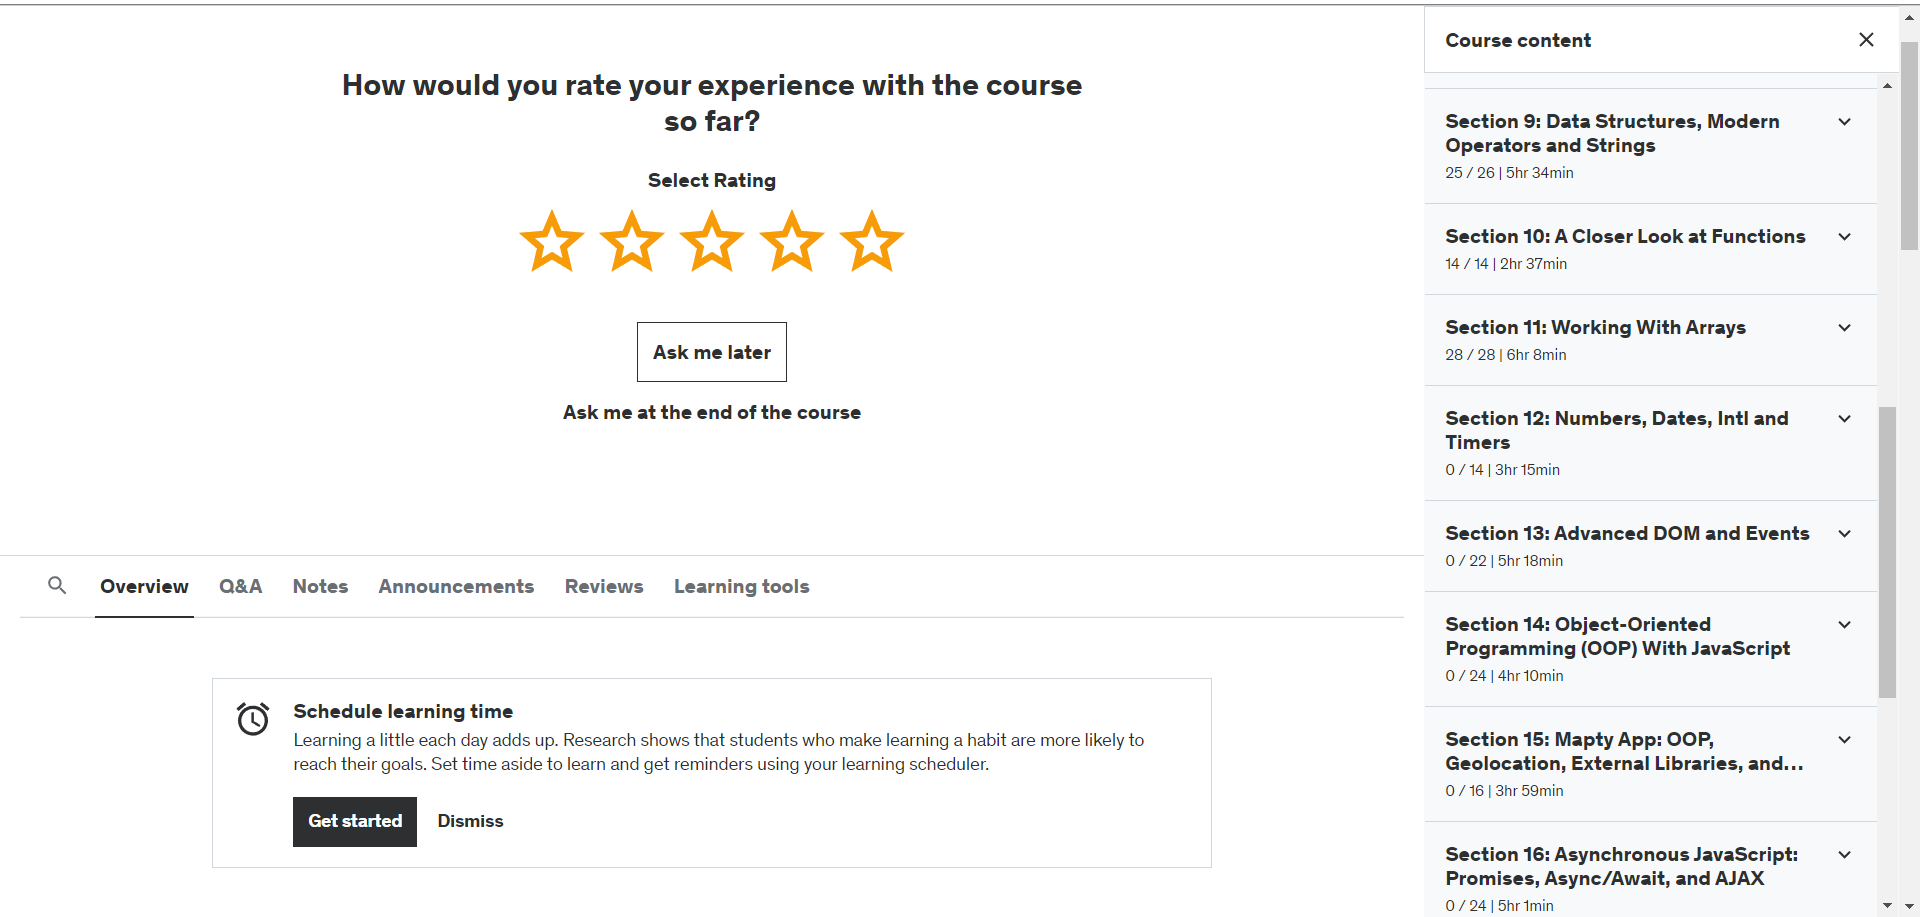 How would you rate your experience with the course
so far?
Select Rating
Ask me later
Ask me at the end of the course
Overview
Q&A
Notes
Announcements
Reviews
Learning tools
Schedule learning time
Learning a little each day adds up. Research shows that students who make learning a habit are more likely to
reach their goals. Set time aside to learn and get reminders using your learning scheduler.
Get started
Dismiss
Course content
Section 9: Data Structures, Modern
Operators and Strings
25 / 26 | 5hr 34min
Section 10: A Closer Look at Functions
14 / 14 | 2hr 37min
Section 11: Working With Arrays
28 / 28 | 6hr 8min
Section 12: Numbers, Dates, Intl and
Timers
0 / 14 | 3hr 15min
Section 13: Advanced DOM and Events
0 / 22 | 5hr 18min
Section 14: Object-Oriented
Programming (OOP) With JavaScript
0 / 24 | 4hr 10min
Section 15: Mapty App: OOP,
Geolocation, External Libraries, and...
0 / 16 | 3hr 59min
Section 16: Asynchronous JavaScript:
Promises, Async/Await, and AJAX
0 / 24 | 5hr 1min